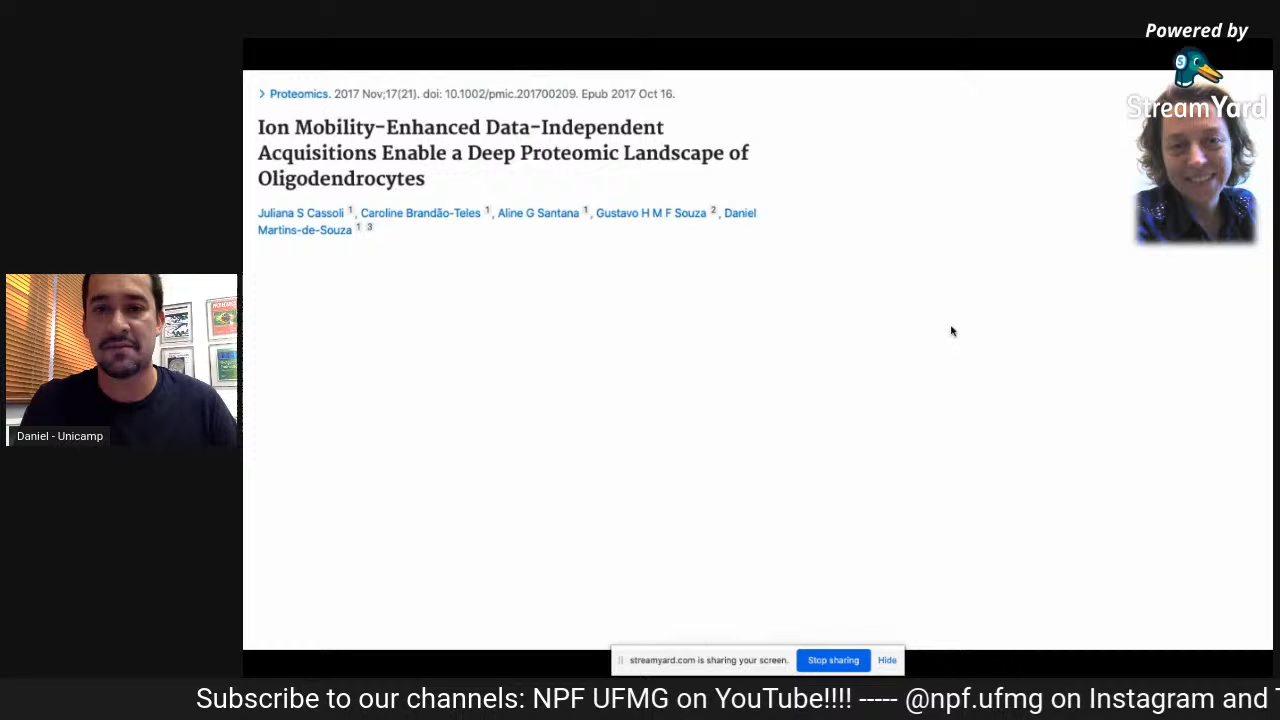 Powered by
StreamYard
> Proteomics. 2017 Nov;17(21). doi: 10.1002/pmic.201700209. Epub 2017 Oct 16.
Ion Mobility-Enhanced Data-Independent
Acquisitions Enable a Deep Proteomic Landscape of
Oligodendrocytes
Juliana S Cassoli 1, Caroline Brandão-Teles 1, Aline G Santana 1, Gustavo H M F Souza 2, Daniel
Martins-de-Souza 1 3
Daniel - Unicamp
streamyard.com is sharing your screen. Stop sharing Hide
Subscribe to our channels: NPF UFMG on YouTube!!!! ----- @npf.ufmg on Instagram and